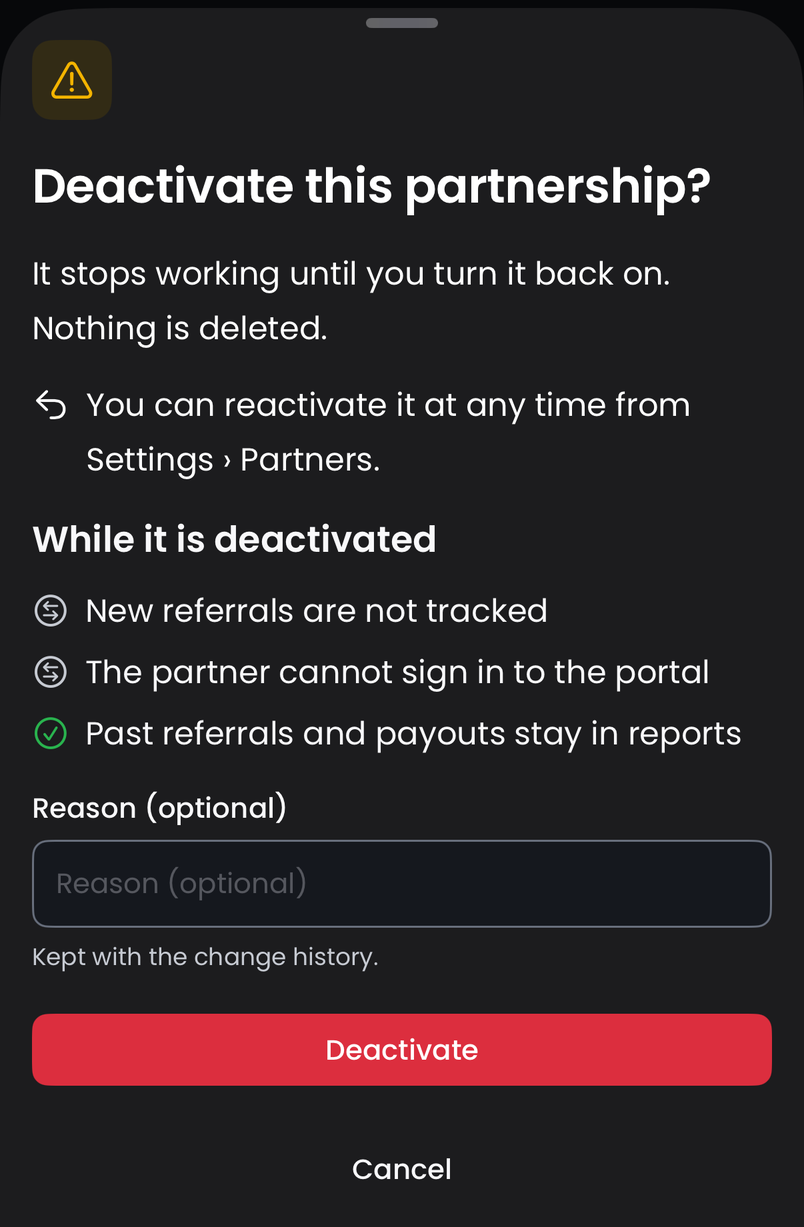 Deactivate this partnership?
It stops working until you turn it back on.
Nothing is deleted.
You can reactivate it at any time from
Settings › Partners.
While it is deactivated
New referrals are not tracked
The partner cannot sign in to the portal
Past referrals and payouts stay in reports
Reason (optional)
Reason (optional)
Kept with the change history.
Deactivate
Cancel